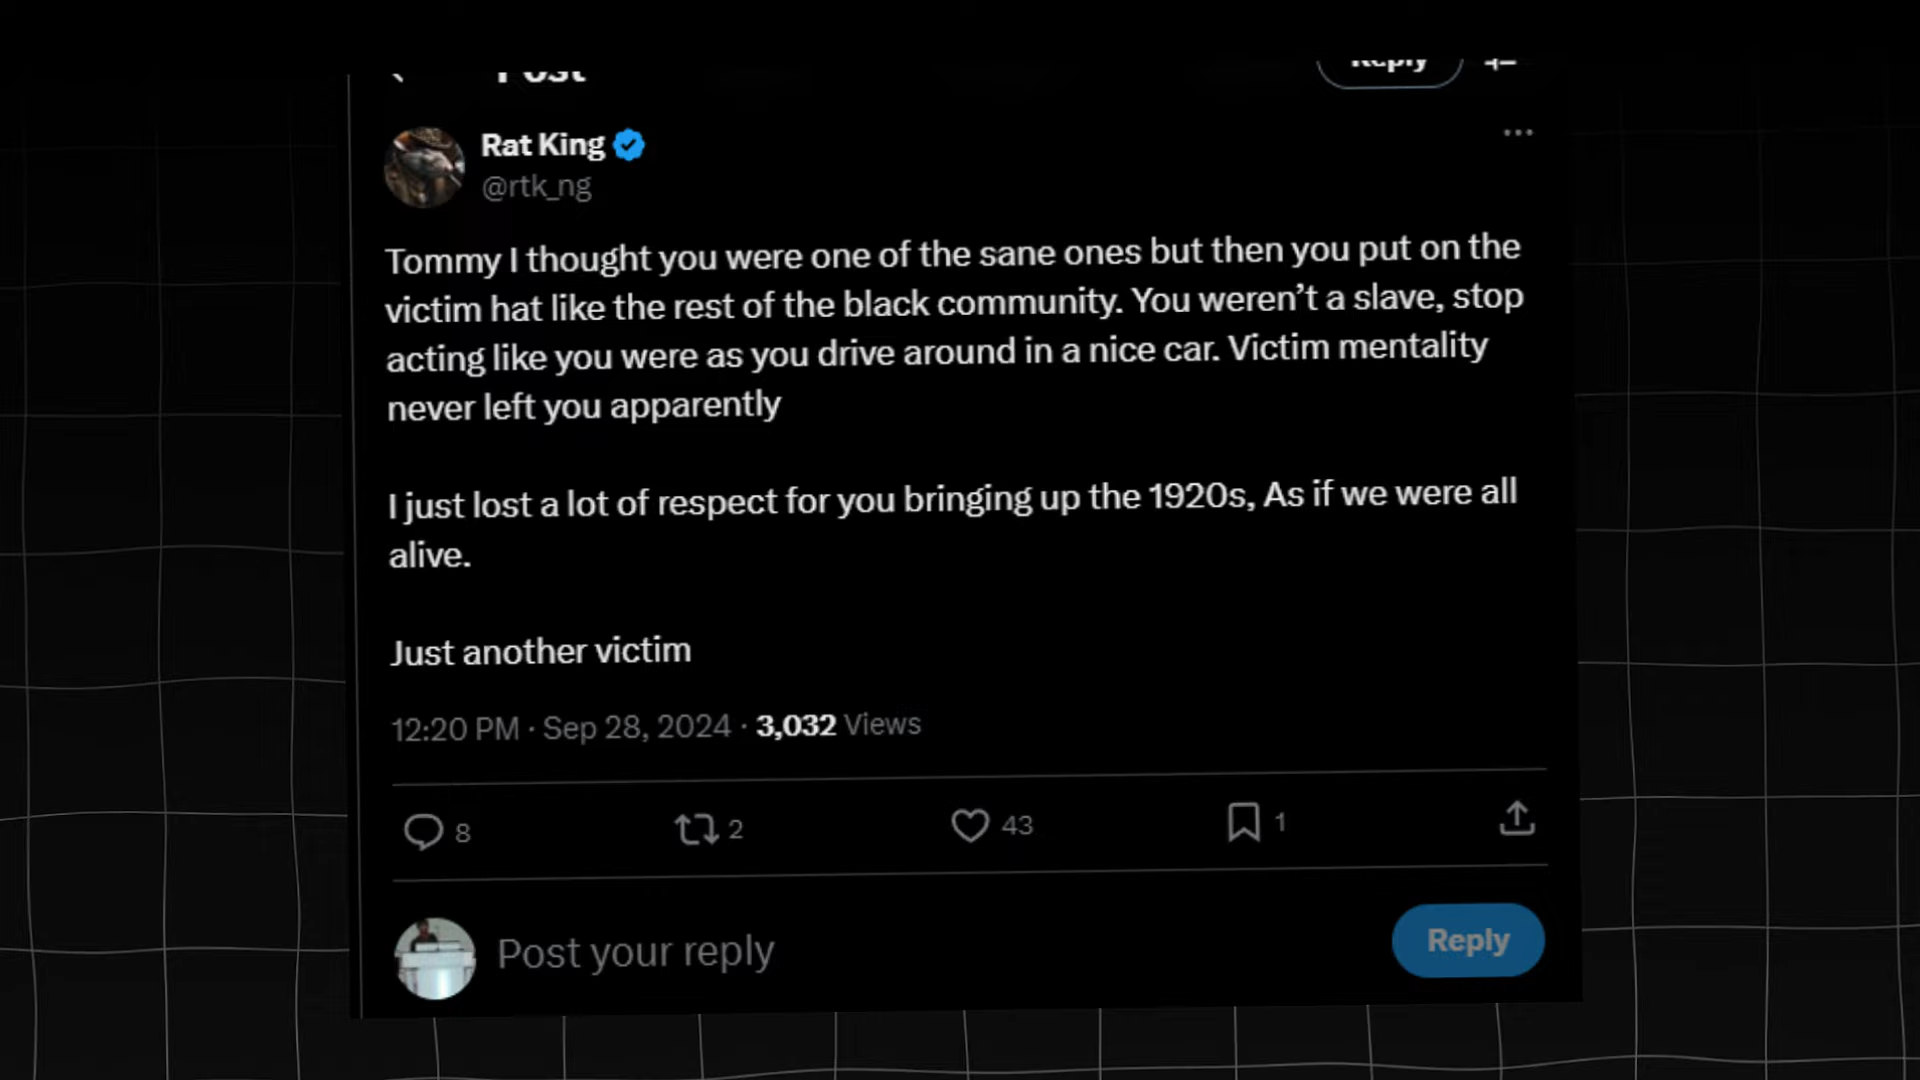 Post
Reply
Rat King
@rtk_ng
Tommy I thought you were one of the sane ones but then you put on the
victim hat like the rest of the black community. You weren’t a slave, stop
acting like you were as you drive around in a nice car. Victim mentality
never left you apparently
I just lost a lot of respect for you bringing up the 1920s, As if we were all
alive.
Just another victim
12:20 PM · Sep 28, 2024 · 3,032 Views
8 2 43 1
Post your reply
Reply